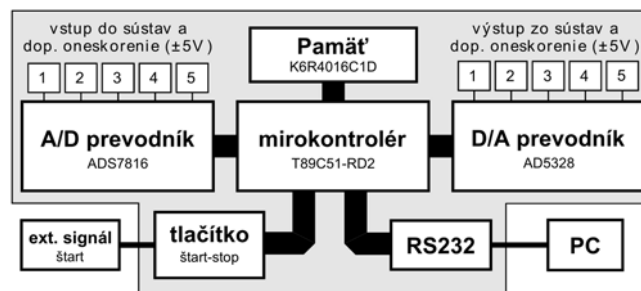 vstup do sústav a
dop. oneskorenie (±5V)
1 2 3 4 5
A/D prevodník
ADS7816
Pamäť
K6R4016C1D
mirokontrolér
T89C51-RD2
výstup zo sústav a
dop. oneskorenie (±5V)
1 2 3 4 5
D/A prevodník
AD5328
ext. signál
štart
tlačítko
štart-stop
RS232
PC